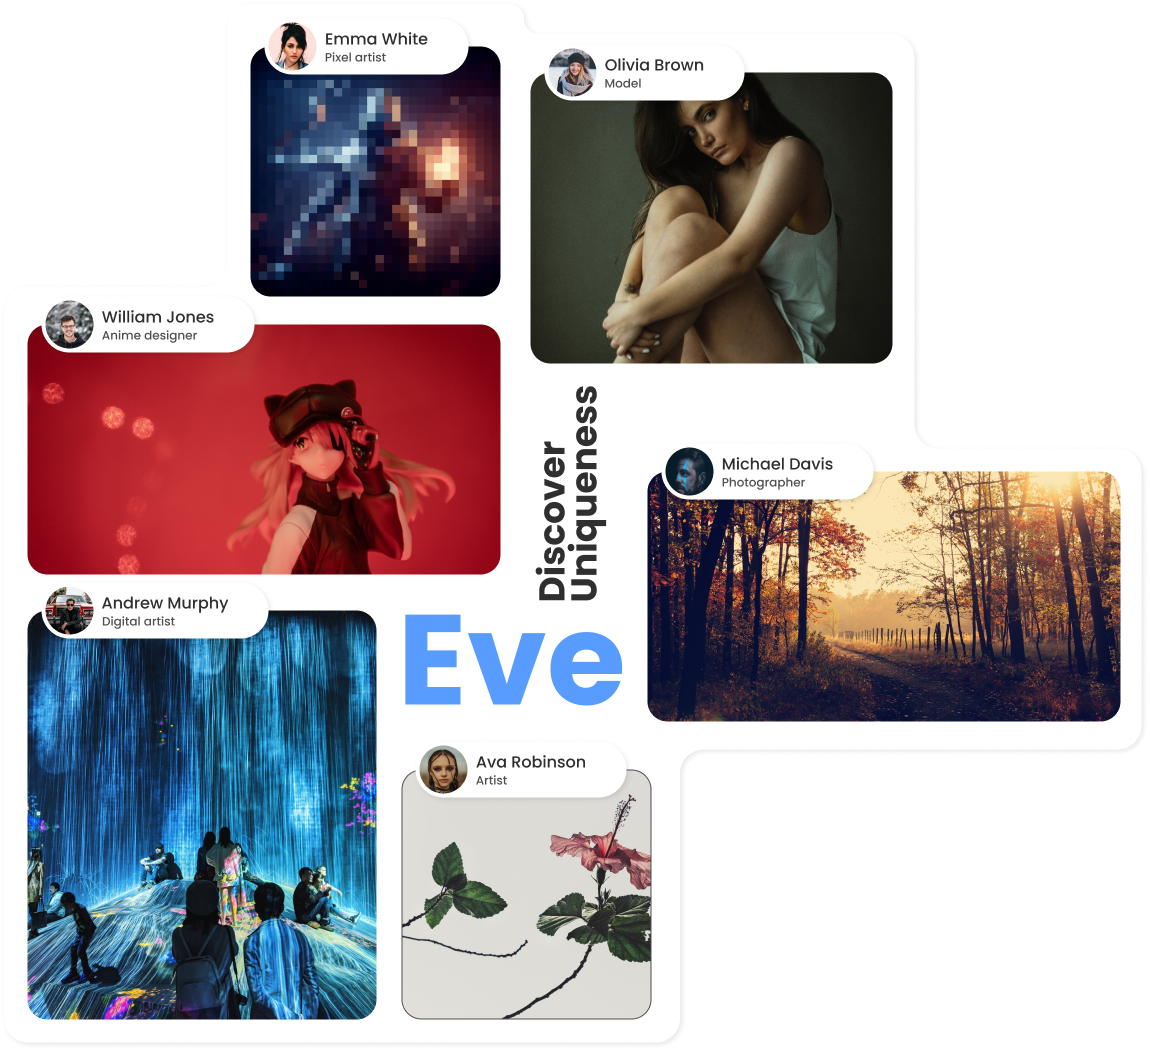 Emma White
Pixel artist
Olivia Brown
Model
William Jones
Anime designer
Discover
Uniqueness
Michael Davis
Photographer
Andrew Murphy
Digital artist
Eve
Ava Robinson
Artist